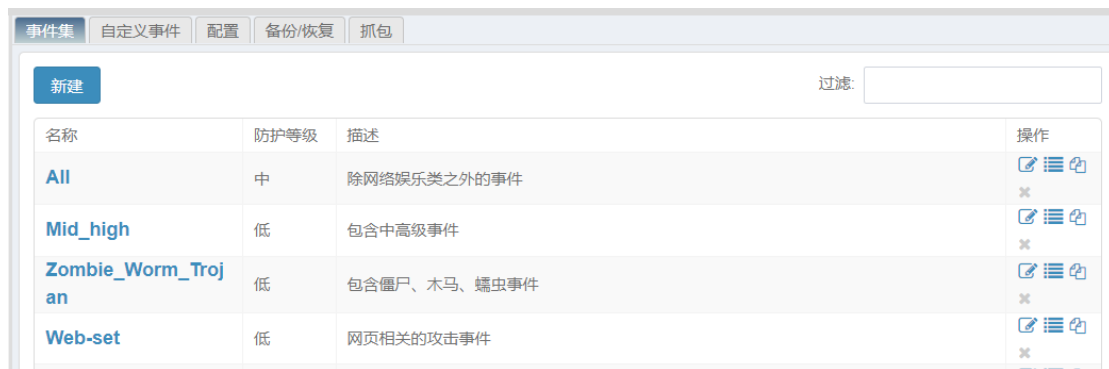 事件集 自定义事件 配置 备份/恢复 抓包
新建 过滤:
名称 防护等级 描述 操作
All 中 除网络娱乐类之外的事件
Mid_high 低 包含中高级事件
Zombie_Worm_Troj
an 低 包含僵尸、木马、蠕虫事件
Web-set 低 网页相关的攻击事件